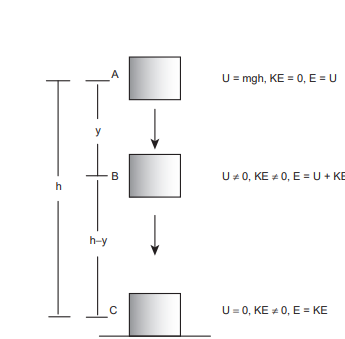 A
U = mgh, KE = 0, E = U
y
B
U ≠ 0, KE ≠ 0, E = U + KE
h
h–y
C
U = 0, KE ≠ 0, E = KE